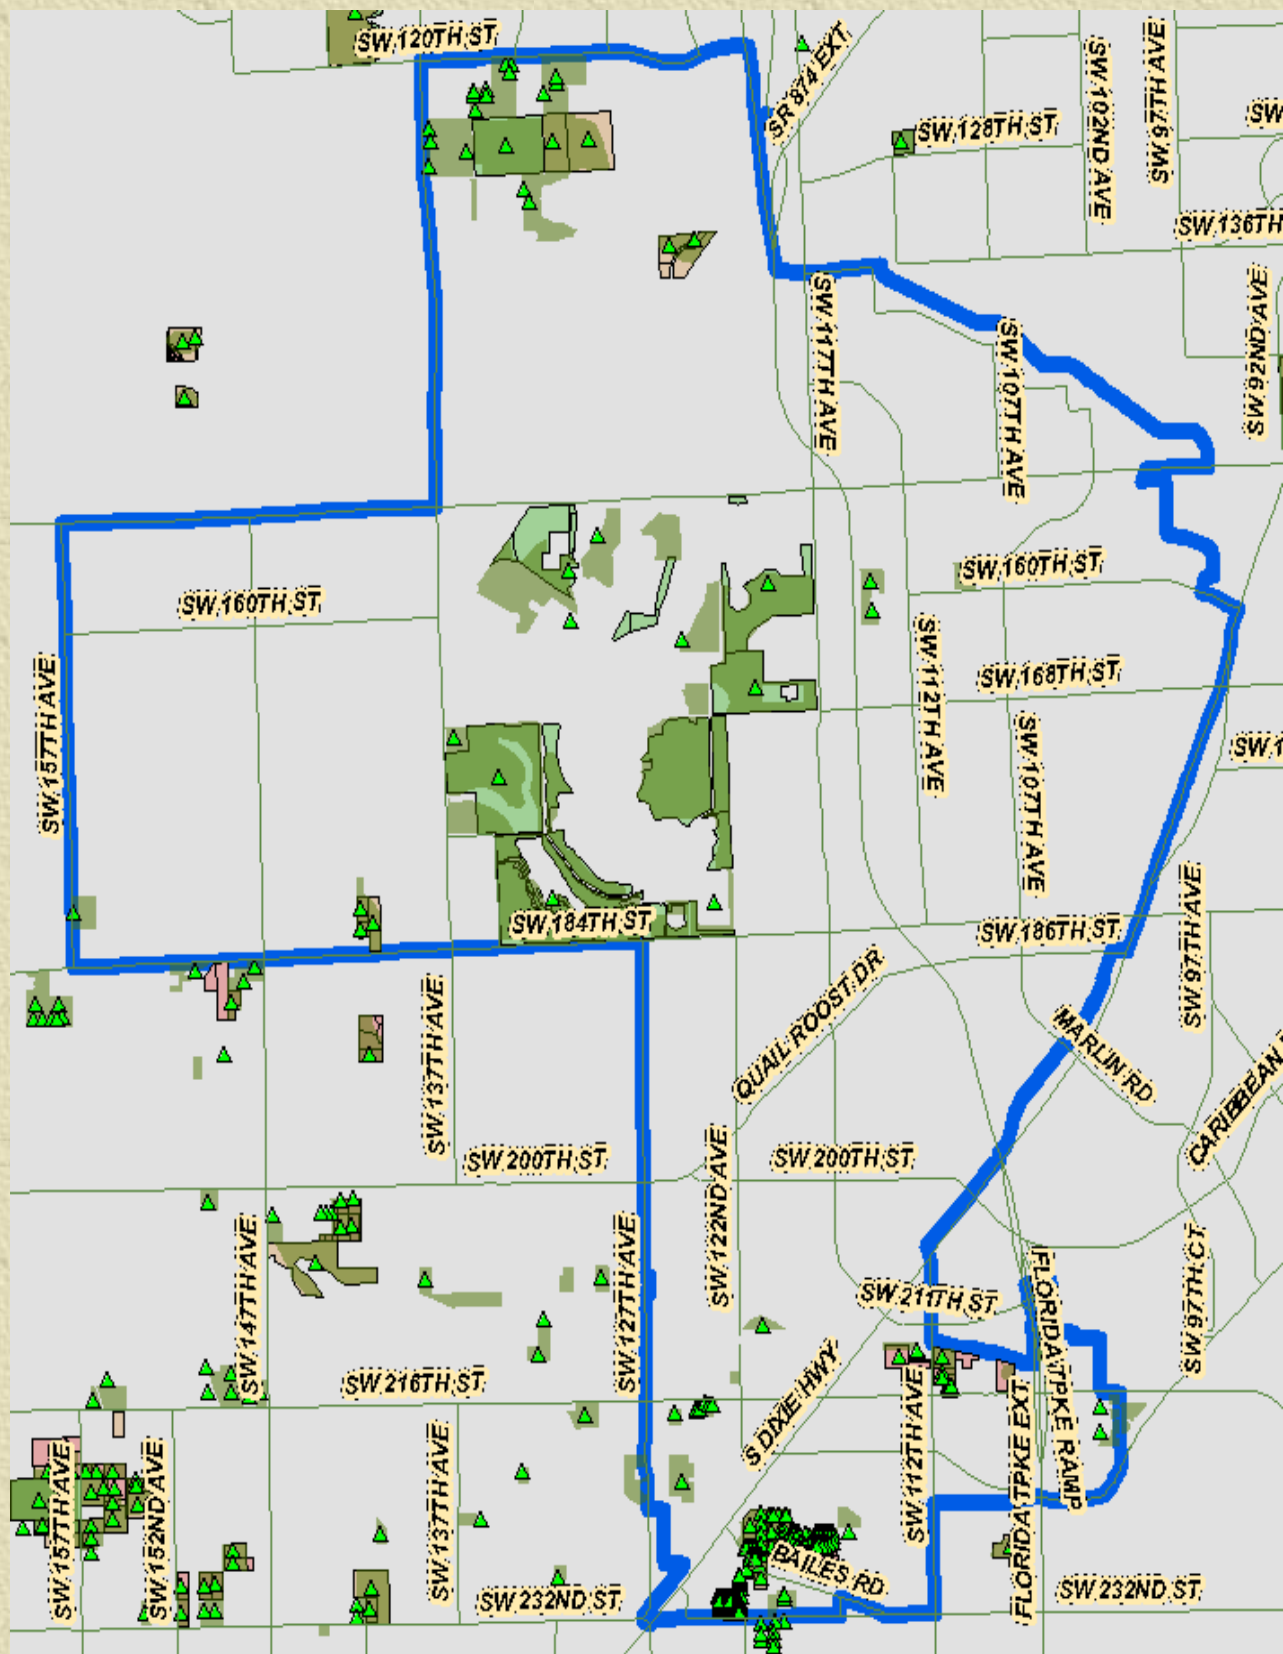 SW 120TH ST
SR 874 EXT
SW 102ND AVE
SW 97TH AVE
SW
SW 128TH ST
SW 136TH
SW 117TH AVE
SW 107TH AVE
SW 92ND AVE
SW 160TH ST
SW 160TH ST
SW 157TH AVE
SW 112TH AVE
SW 168TH ST
SW 107TH AVE
SW 1
SW 184TH ST
SW 186TH ST
SW 97TH AVE
SW 137TH AVE
QUAIL ROOST DR
MARLIN RD
CARIBBEAN
SW 200TH ST
SW 200TH ST
SW 122ND AVE
SW 147TH AVE
SW 127TH AVE
SW 211TH ST
FLORIDA TPKE RAMP
SW 97TH CT
SW 216TH ST
S DIXIE HWY
SW 112TH AVE
FLORIDA TPKE EXT
SW 157TH AVE
SW 152ND AVE
SW 137TH AVE
BAILES RD
SW 232ND ST
SW 232ND ST